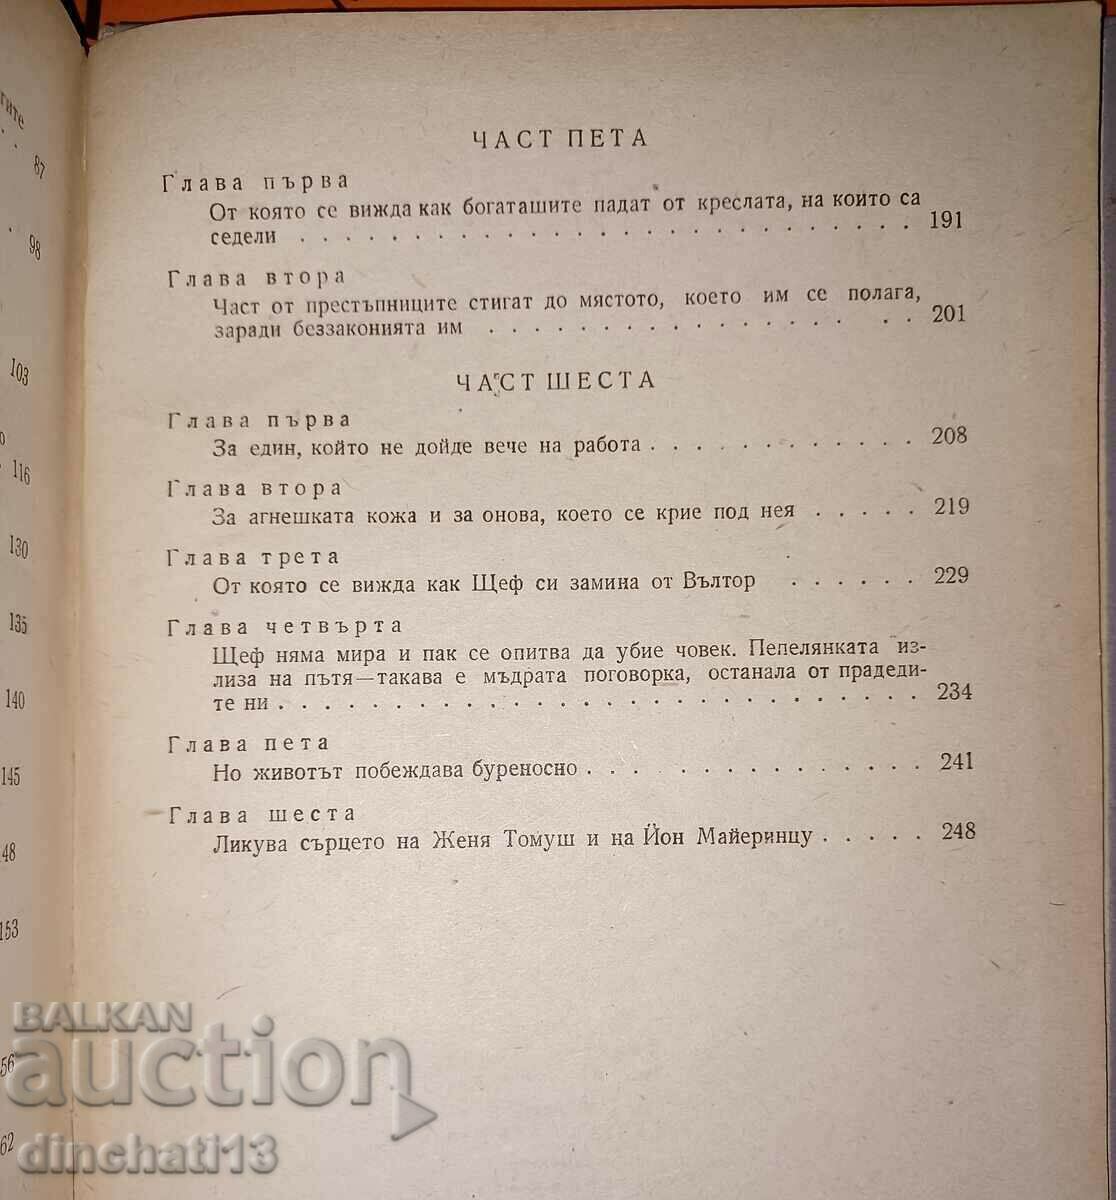 87
98
103
116
130
135
140
145
153
ЧАСТ ПЕТА
Глава първа
От която се вижда как богаташите падат от креслата, на които са
седели . . . . . . . . . . . . . . . . . . . . . . . . . . 191
Глава втора
Част от престъпниците стигат до мястото, което им се полага,
заради беззаконията им . . . . . . . . . . . . . . . . . 201
ЧАСТ ШЕСТА
Глава първа
За един, който не дойде вече на работа . . . . . . . . . . . . 208
Глава втора
За агнешката кожа и за онова, което се крие под нея . . . . . 219
Глава трета
От която се вижда как Щеф си замина от Вълтор . . . . . . 229
Глава четвърта
Щеф няма мира и пак се опитва да убие човек. Пепелянката из-
лиза на пътя—такава е мъдрата поговорка, останала от прадеди-
те ни . . . . . . . . . . . . . . . . . . . . . . . . . . . 234
Глава пета
Но животът побеждава буреносно . . . . . . . . . . . . . . 241
Глава шеста
Ликува сърцето на Женя Томуш и на Йон Майеринцу . . . . . 248
BALKAN
auction
dinchati13